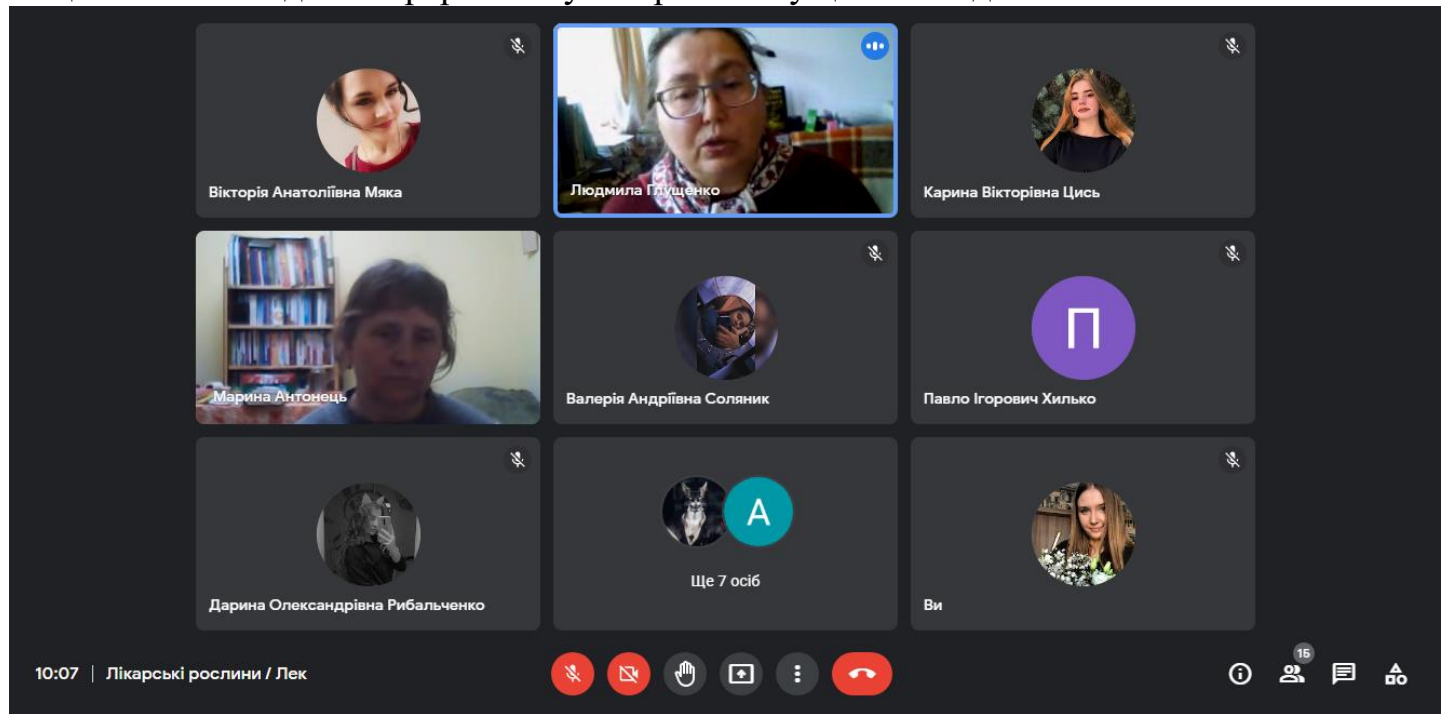 Вікторія Анатоліївна Мяка
Людмила Глущенко
Карина Вікторівна Цись
Марина Антонець
Валерія Андріївна Соляник
П
Павло Ігорович Хилько
Дарина Олександрівна Рибальченко
А
Ще 7 осіб
Ви
10:07 | Лікарські рослини / Лек
15